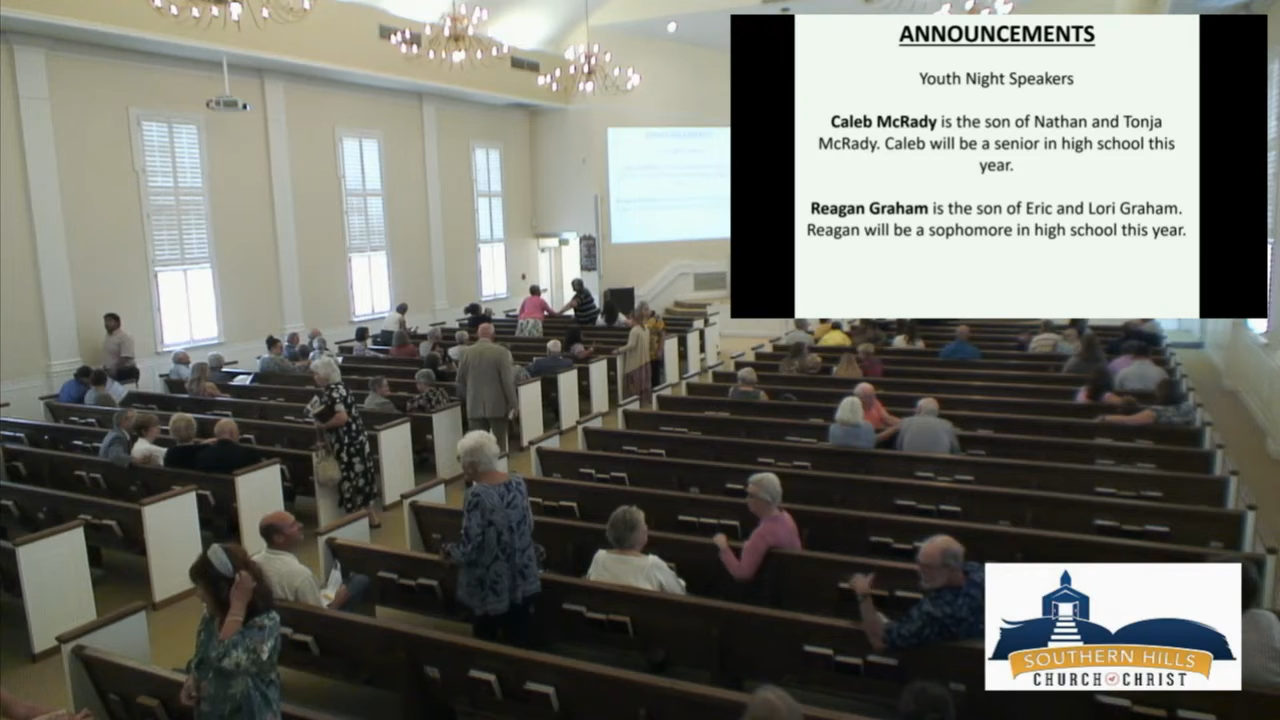 ANNOUNCEMENTS
Youth Night Speakers
Caleb McRady is the son of Nathan and Tonja
McRady. Caleb will be a senior in high school this
year.
Reagan Graham is the son of Eric and Lori Graham.
Reagan will be a sophomore in high school this year.
SOUTHERN HILLS
CHURCH OF CHRIST